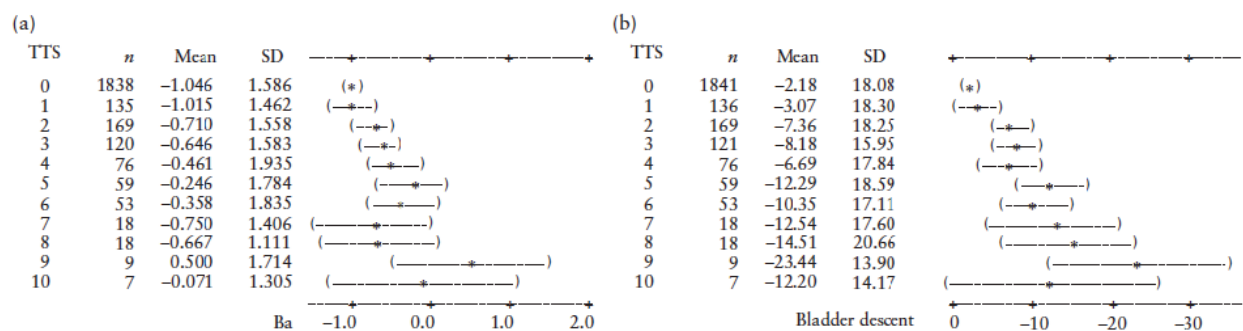 (a)
TTS n Mean SD
0 1838 –1.046 1.586
1 135 –1.015 1.462
2 169 –0.710 1.558
3 120 –0.646 1.583
4 76 –0.461 1.935
5 59 –0.246 1.784
6 53 –0.358 1.835
7 18 –0.750 1.406
8 18 –0.667 1.111
9 9 0.500 1.714
10 7 –0.071 1.305
Ba –1.0 0.0 1.0 2.0
(b)
TTS n Mean SD
0 1841 –2.18 18.08
1 136 –3.07 18.30
2 169 –7.36 18.25
3 121 –8.18 15.95
4 76 –6.69 17.84
5 59 –12.29 18.59
6 53 –10.35 17.11
7 18 –12.54 17.60
8 18 –14.51 20.66
9 9 –23.44 13.90
10 7 –12.20 14.17
Bladder descent 0 –10 –20 –30